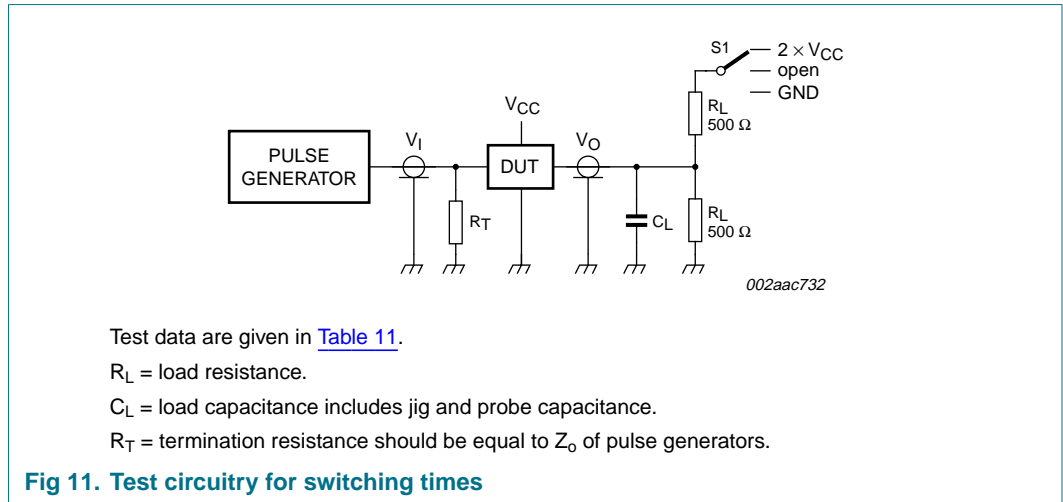 S1
2 × VCC
open
GND
RL
500 Ω
VCC
VI
VO
PULSE
GENERATOR
DUT
RT
CL
RL
500 Ω
002aac732
Test data are given in Table 11.
RL = load resistance.
CL = load capacitance includes jig and probe capacitance.
RT = termination resistance should be equal to Zo of pulse generators.
Fig 11. Test circuitry for switching times